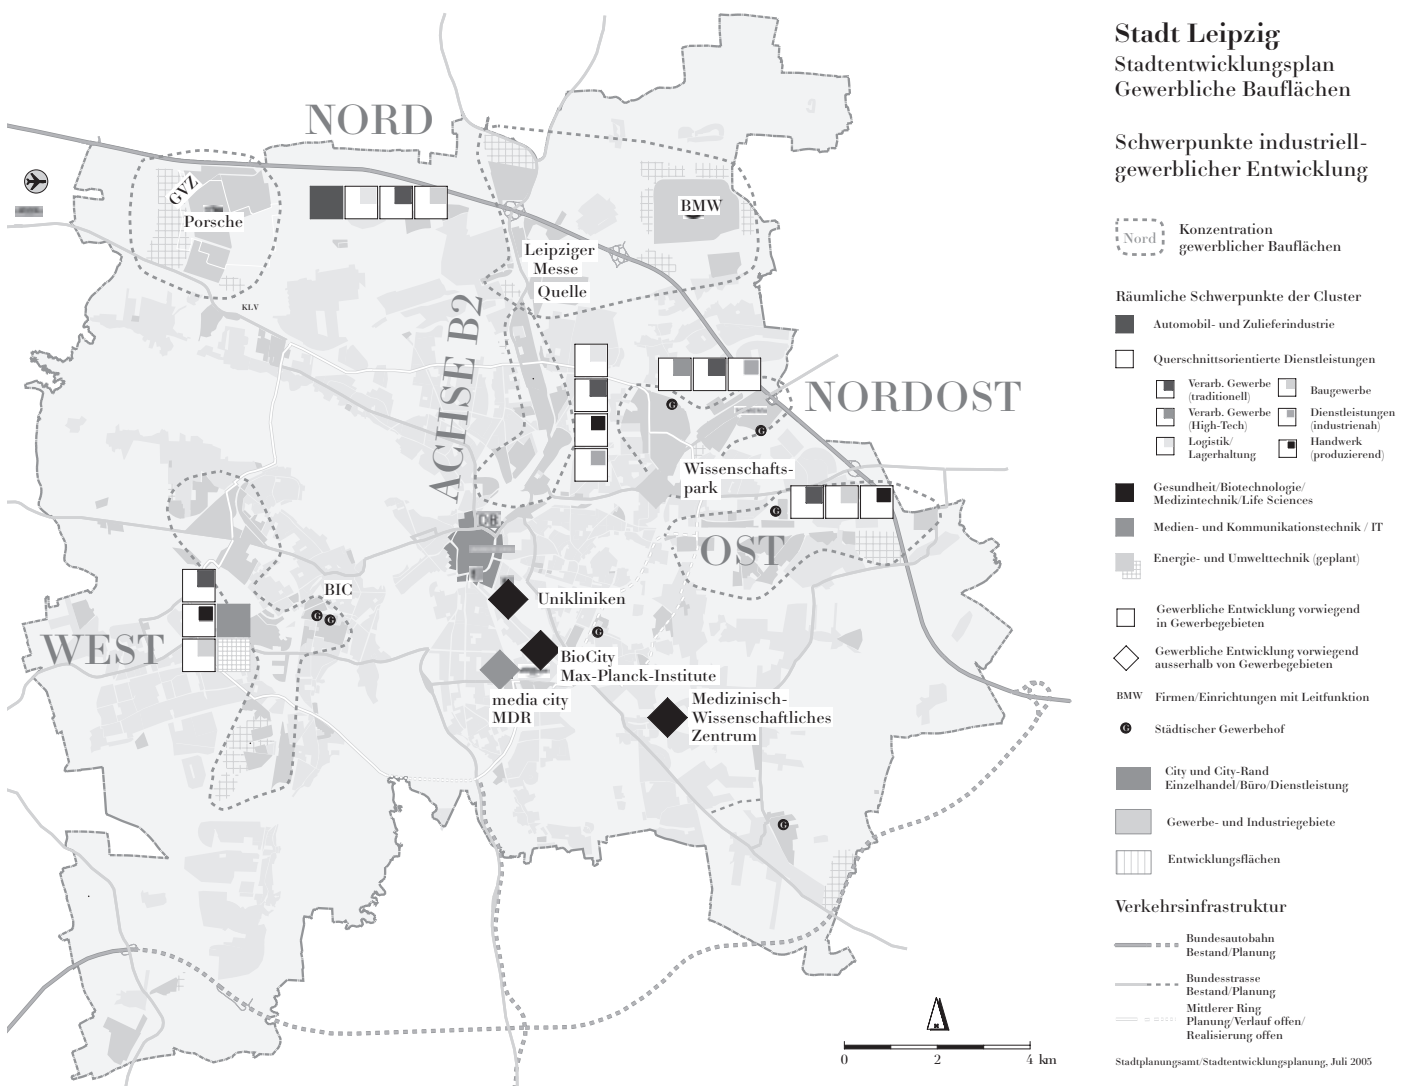 NORD
GVZ
Porsche
KLV
BMW
Leipziger
Messe
Quelle
ACHSE B2
NORDOST
G
G
Wissenschafts-
park
G
OST
DB
WEST
BIC
G
G
Unikliniken
G
BioCity
Max-Planck-Institute
media city
MDR
Medizinisch-
Wissenschaftliches
Zentrum
G
0 2 4 km
Stadt Leipzig
Stadtentwicklungsplan
Gewerbliche Bauflächen
Schwerpunkte industriell-
gewerblicher Entwicklung
Nord
Konzentration
gewerblicher Bauflächen
Räumliche Schwerpunkte der Cluster
Automobil- und Zulieferindustrie
Querschnittsorientierte Dienstleistungen
Verarb. Gewerbe
(traditionell)
Baugewerbe
Verarb. Gewerbe
(High-Tech)
Dienstleistungen
(industrienah)
Logistik/
Lagerhaltung
Handwerk
(produzierend)
Gesundheit/Biotechnologie/
Medizintechnik/Life Sciences
Medien- und Kommunikationstechnik / IT
Energie- und Umwelttechnik (geplant)
Gewerbliche Entwicklung vorwiegend
in Gewerbegebieten
Gewerbliche Entwicklung vorwiegend
ausserhalb von Gewerbegebieten
BMW Firmen/Einrichtungen mit Leitfunktion
G Städtischer Gewerbehof
City und City-Rand
Einzelhandel/Büro/Dienstleistung
Gewerbe- und Industriegebiete
Entwicklungsflächen
Verkehrsinfrastruktur
Bundesautobahn
Bestand/Planung
Bundesstrasse
Bestand/Planung
Mittlerer Ring
Planung/Verlauf offen/
Realisierung offen
Stadtplanungsamt/Stadtentwicklungsplanung, Juli 2005